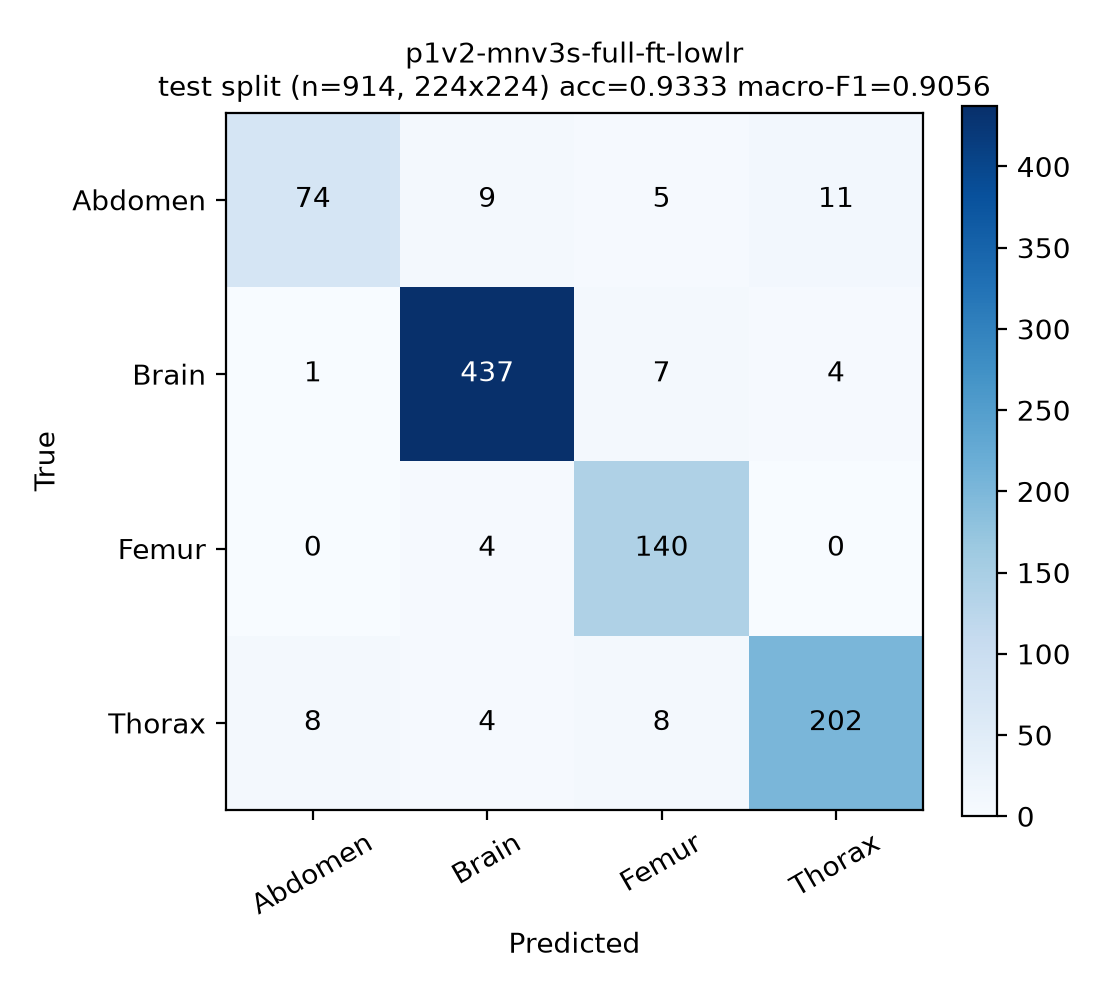 p1v2-mnv3s-full-ft-lowlr
test split (n=914, 224x224) acc=0.9333 macro-F1=0.9056
Abdomen 74 9 5 11
Brain 1 437 7 4
Femur 0 4 140 0
Thorax 8 4 8 202
Abdomen Brain Femur Thorax
Predicted
True
400
350
300
250
200
150
100
50
0